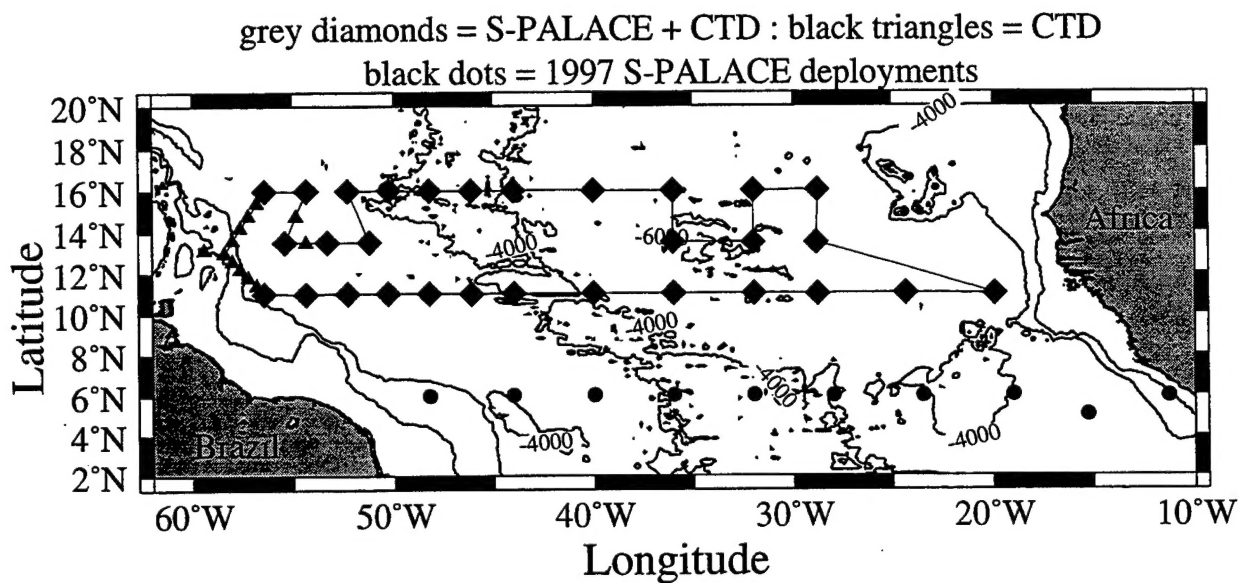 grey diamonds = S-PALACE + CTD : black triangles = CTD
black dots = 1997 S-PALACE deployments
20°N
18°N
16°N
14°N
12°N
10°N
8°N
6°N
4°N
2°N
Latitude
-4000
-4000
-6000
-4000
-4000
-4000
-4000
Africa
Brazil
60°W
50°W
40°W
30°W
20°W
10°W
Longitude